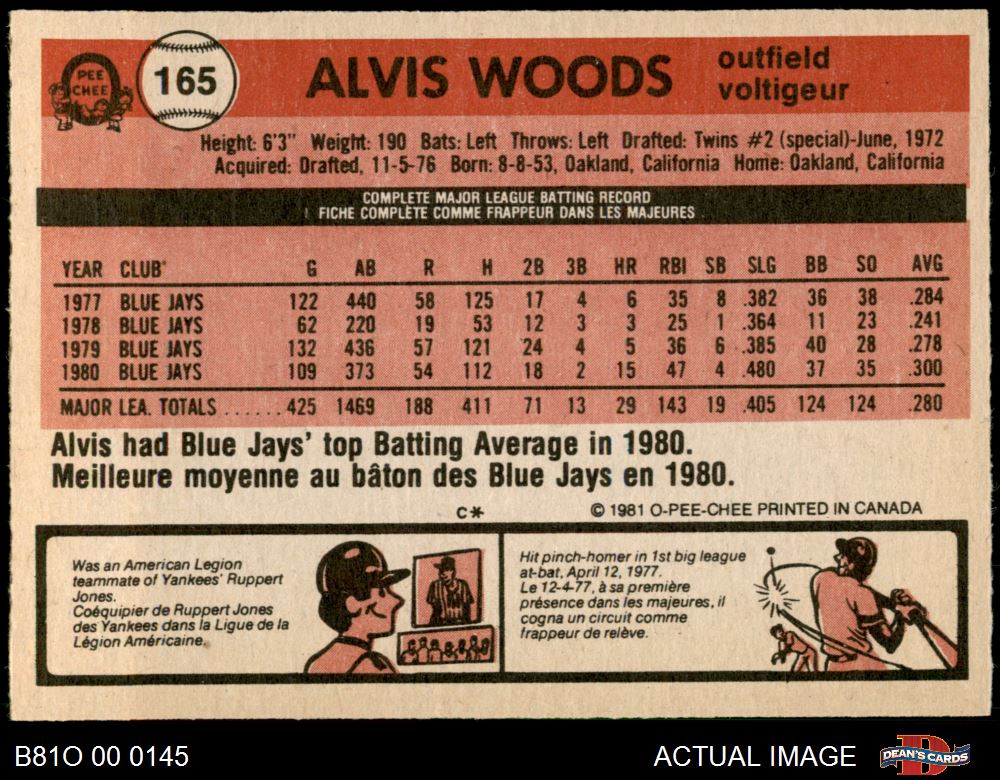 PEE
CHEE
165
ALVIS WOODS
outfield
voltigeur
Height: 6'3" Weight: 190 Bats: Left Throws: Left Drafted: Twins #2 (special)-June, 1972
Acquired: Drafted, 11-5-76 Born: 8-8-53, Oakland, California Home: Oakland, California
COMPLETE MAJOR LEAGUE BATTING RECORD
FICHE COMPLÈTE COMME FRAPPEUR DANS LES MAJEURES
YEAR CLUB G AB R H 2B 3B HR RBI SB SLG BB SO AVG
1977 BLUE JAYS 122 440 58 125 17 4 6 35 8 .382 36 38 .284
1978 BLUE JAYS 62 220 19 53 12 3 3 25 1 .364 11 23 .241
1979 BLUE JAYS 132 436 57 121 24 4 5 36 6 .385 40 28 .278
1980 BLUE JAYS 109 373 54 112 18 2 15 47 4 .480 37 35 .300
MAJOR LEA. TOTALS ...... 425 1469 188 411 71 13 29 143 19 .405 124 124 .280
Alvis had Blue Jays' top Batting Average in 1980.
Meilleure moyenne au bâton des Blue Jays en 1980.
C* © 1981 O-PEE-CHEE PRINTED IN CANADA
Was an American Legion
teammate of Yankees' Ruppert
Jones.
Coéquipier de Ruppert Jones
des Yankees dans la Ligue de la
Légion Américaine.
Hit pinch-homer in 1st big league
at-bat, April 12, 1977.
Le 12-4-77, à sa première
présence dans les majeures, il
cogna un circuit comme
frappeur de relève.
B81O 00 0145
ACTUAL IMAGE
DEAN'S CARDS